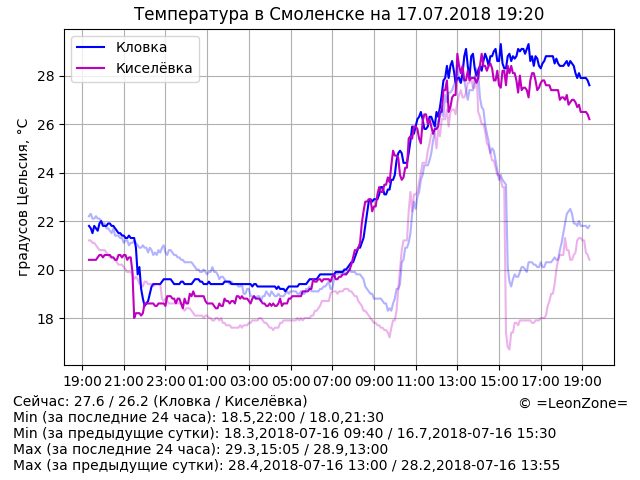 Температура в Смоленске на 17.07.2018 19:20
Кловка
Киселёвка
градусов Цельсия, °C
28
26
24
22
20
18
19:00 21:00 23:00 01:00 03:00 05:00 07:00 09:00 11:00 13:00 15:00 17:00 19:00
Сейчас: 27.6 / 26.2 (Кловка / Киселёвка)
© =LeonZone=
Min (за последние 24 часа): 18.5,22:00 / 18.0,21:30
Min (за предыдущие сутки): 18.3,2018-07-16 09:40 / 16.7,2018-07-16 15:30
Max (за последние 24 часа): 29.3,15:05 / 28.9,13:00
Max (за предыдущие сутки): 28.4,2018-07-16 13:00 / 28.2,2018-07-16 13:55